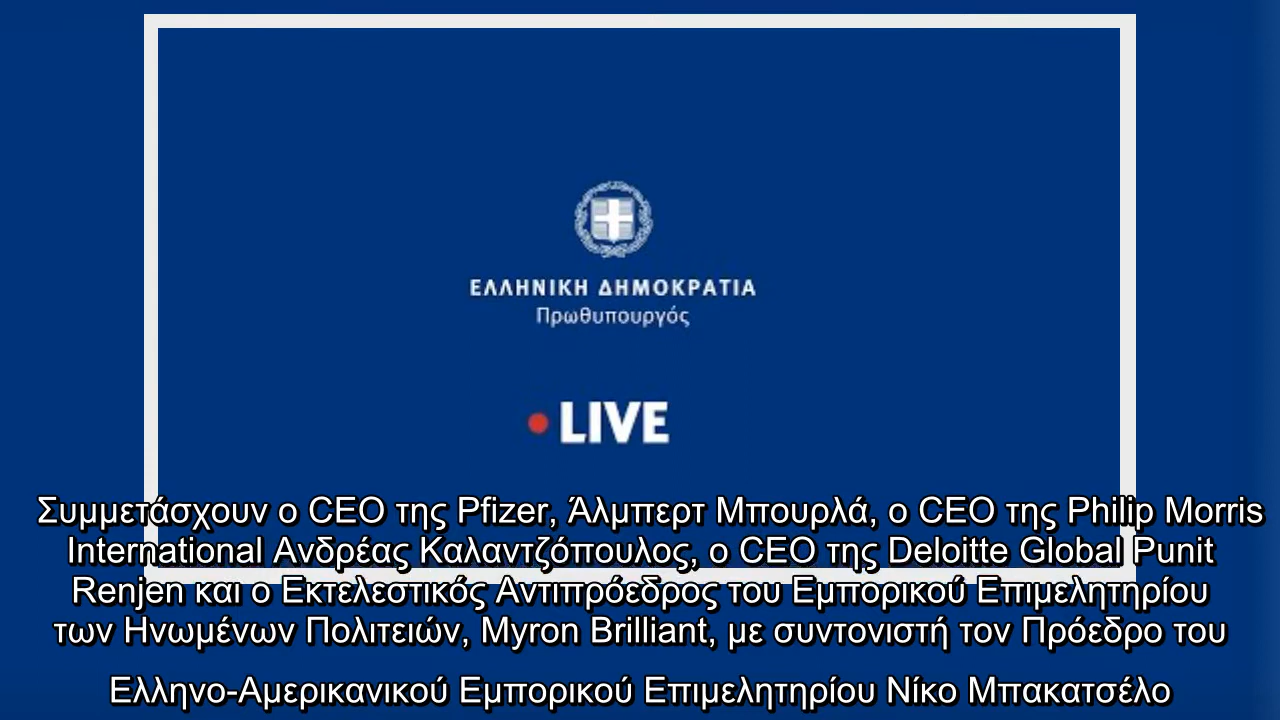 ΕΛΛΗΝΙΚΗ ΔΗΜΟΚΡΑΤΙΑ
Πρωθυπουργός
LIVE
Συμμετάσχουν ο CEO της Pfizer, Άλμπερτ Μπουρλά, ο CEO της Philip Morris
International Ανδρέας Καλαντζόπουλος, ο CEO της Deloitte Global Punit
Renjen και ο Εκτελεστικός Αντιπρόεδρος του Εμπορικού Επιμελητηρίου
των Ηνωμένων Πολιτειών, Myron Brilliant, με συντονιστή τον Πρόεδρο του
Ελληνο-Αμερικανικού Εμπορικού Επιμελητηρίου Νίκο Μπακατσέλο